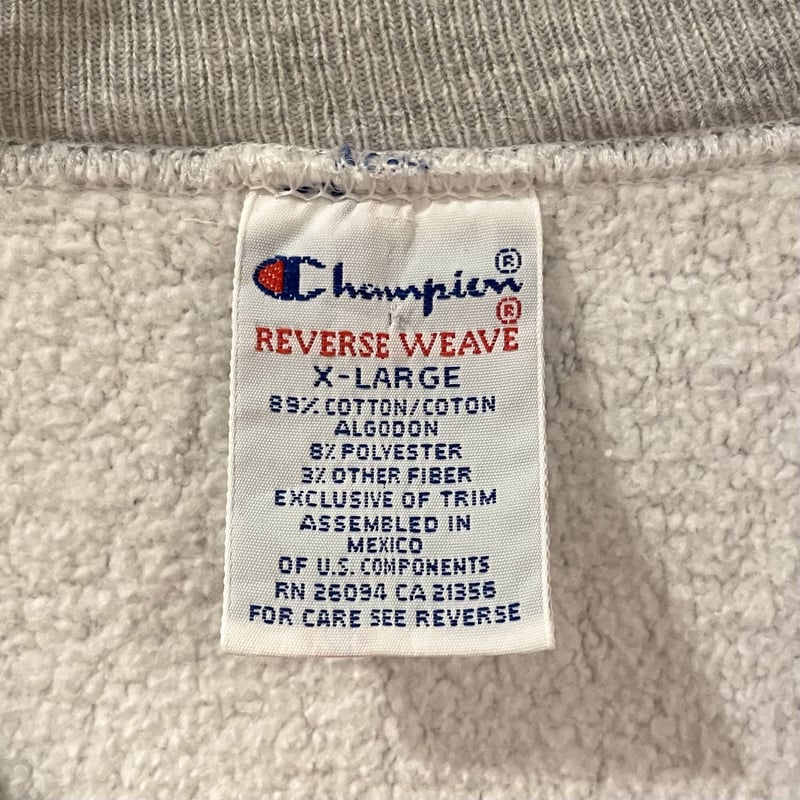 Champion®
REVERSE WEAVE®
X-LARGE
89% COTTON/COTON
ALGODON
8% POLYESTER
3% OTHER FIBER
EXCLUSIVE OF TRIM
ASSEMBLED IN
MEXICO
OF U.S. COMPONENTS
RN 26094 CA 21356
FOR CARE SEE REVERSE